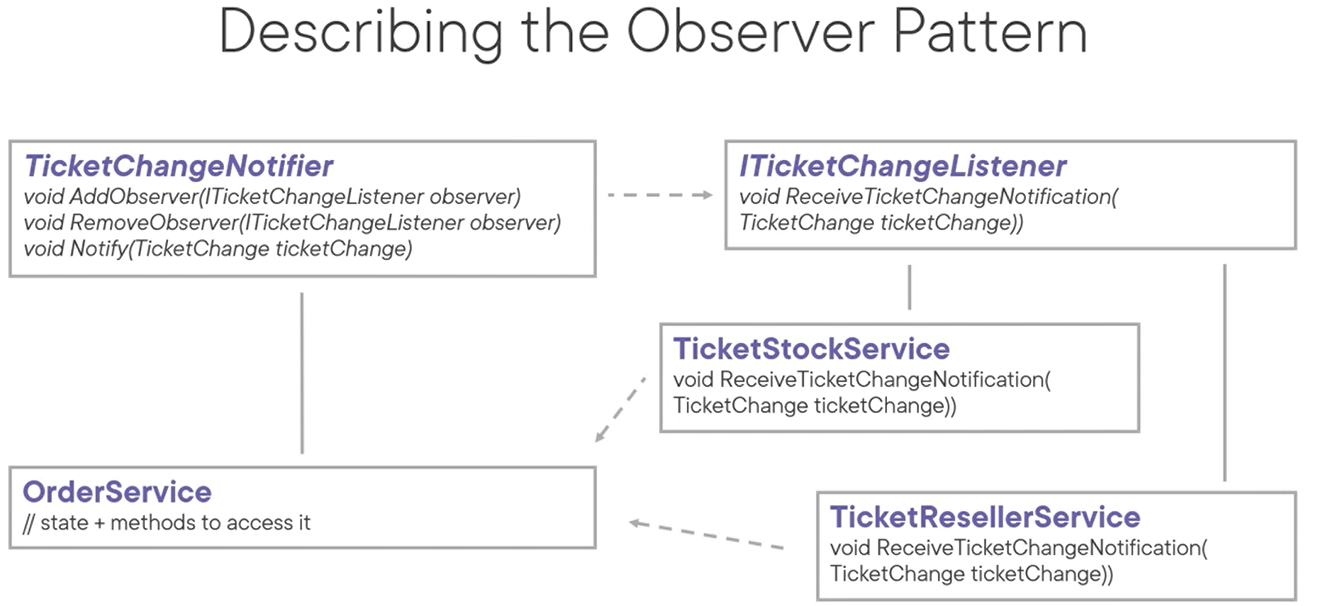 Describing the Observer Pattern
TicketChangeNotifier
void AddObserver(ITicketChangeListener observer)
void RemoveObserver(ITicketChangeListener observer)
void Notify(TicketChange ticketChange)
ITicketChangeListener
void ReceiveTicketChangeNotification(
TicketChange ticketChange))
TicketStockService
void ReceiveTicketChangeNotification(
TicketChange ticketChange))
OrderService
// state + methods to access it
TicketResellerService
void ReceiveTicketChangeNotification(
TicketChange ticketChange))